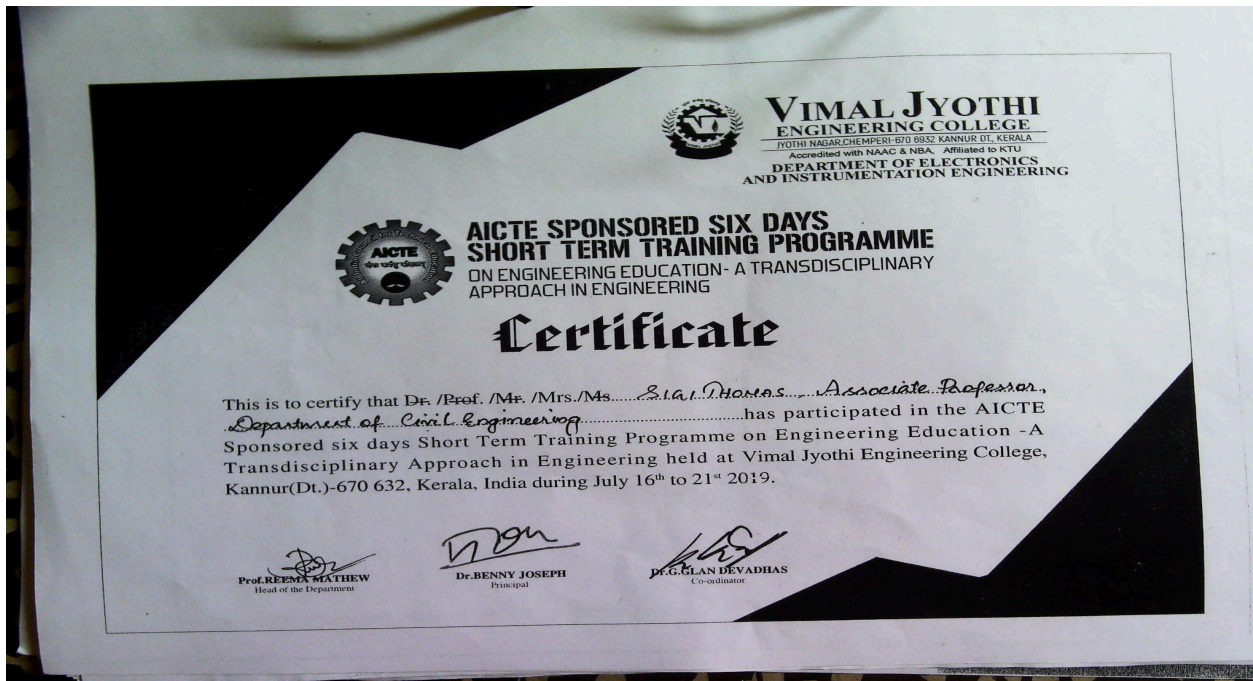 VIMAL JYOTHI
ENGINEERING COLLEGE
JYOTHI NAGAR,CHEMPERI-670 6932 KANNUR DT., KERALA
Accredited with NAAC & NBA, Affiliated to KTU
DEPARTMENT OF ELECTRONICS
AND INSTRUMENTATION ENGINEERING
AICTE
AICTE SPONSORED SIX DAYS
SHORT TERM TRAINING PROGRAMME
ON ENGINEERING EDUCATION- A TRANSDISCIPLINARY
APPROACH IN ENGINEERING
Certificate
This is to certify that Dr. /Prof. /Mr. /Mrs./Ms..... SIGI THOMAS, Associate Professor,
Department of Civil Engineering..............................has participated in the AICTE
Sponsored six days Short Term Training Programme on Engineering Education -A
Transdisciplinary Approach in Engineering held at Vimal Jyothi Engineering College,
Kannur(Dt.)-670 632, Kerala, India during July 16th to 21st 2019.
Prof.REEMA MATHEW
Head of the Department
Dr.BENNY JOSEPH
Principal
Dr.G.GLAN DEVADHAS
Co-ordinator